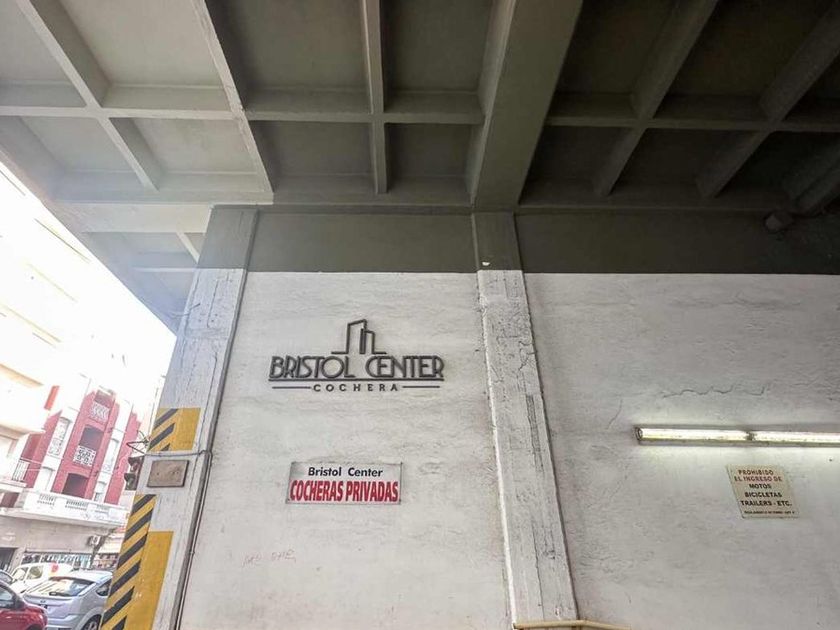 BRISTOL CENTER
COCHERA
Bristol Center
COCHERAS PRIVADAS
PROHIBIDO
EL INGRESO DE
MOTOS
BICICLETAS
TRAILERS - ETC.